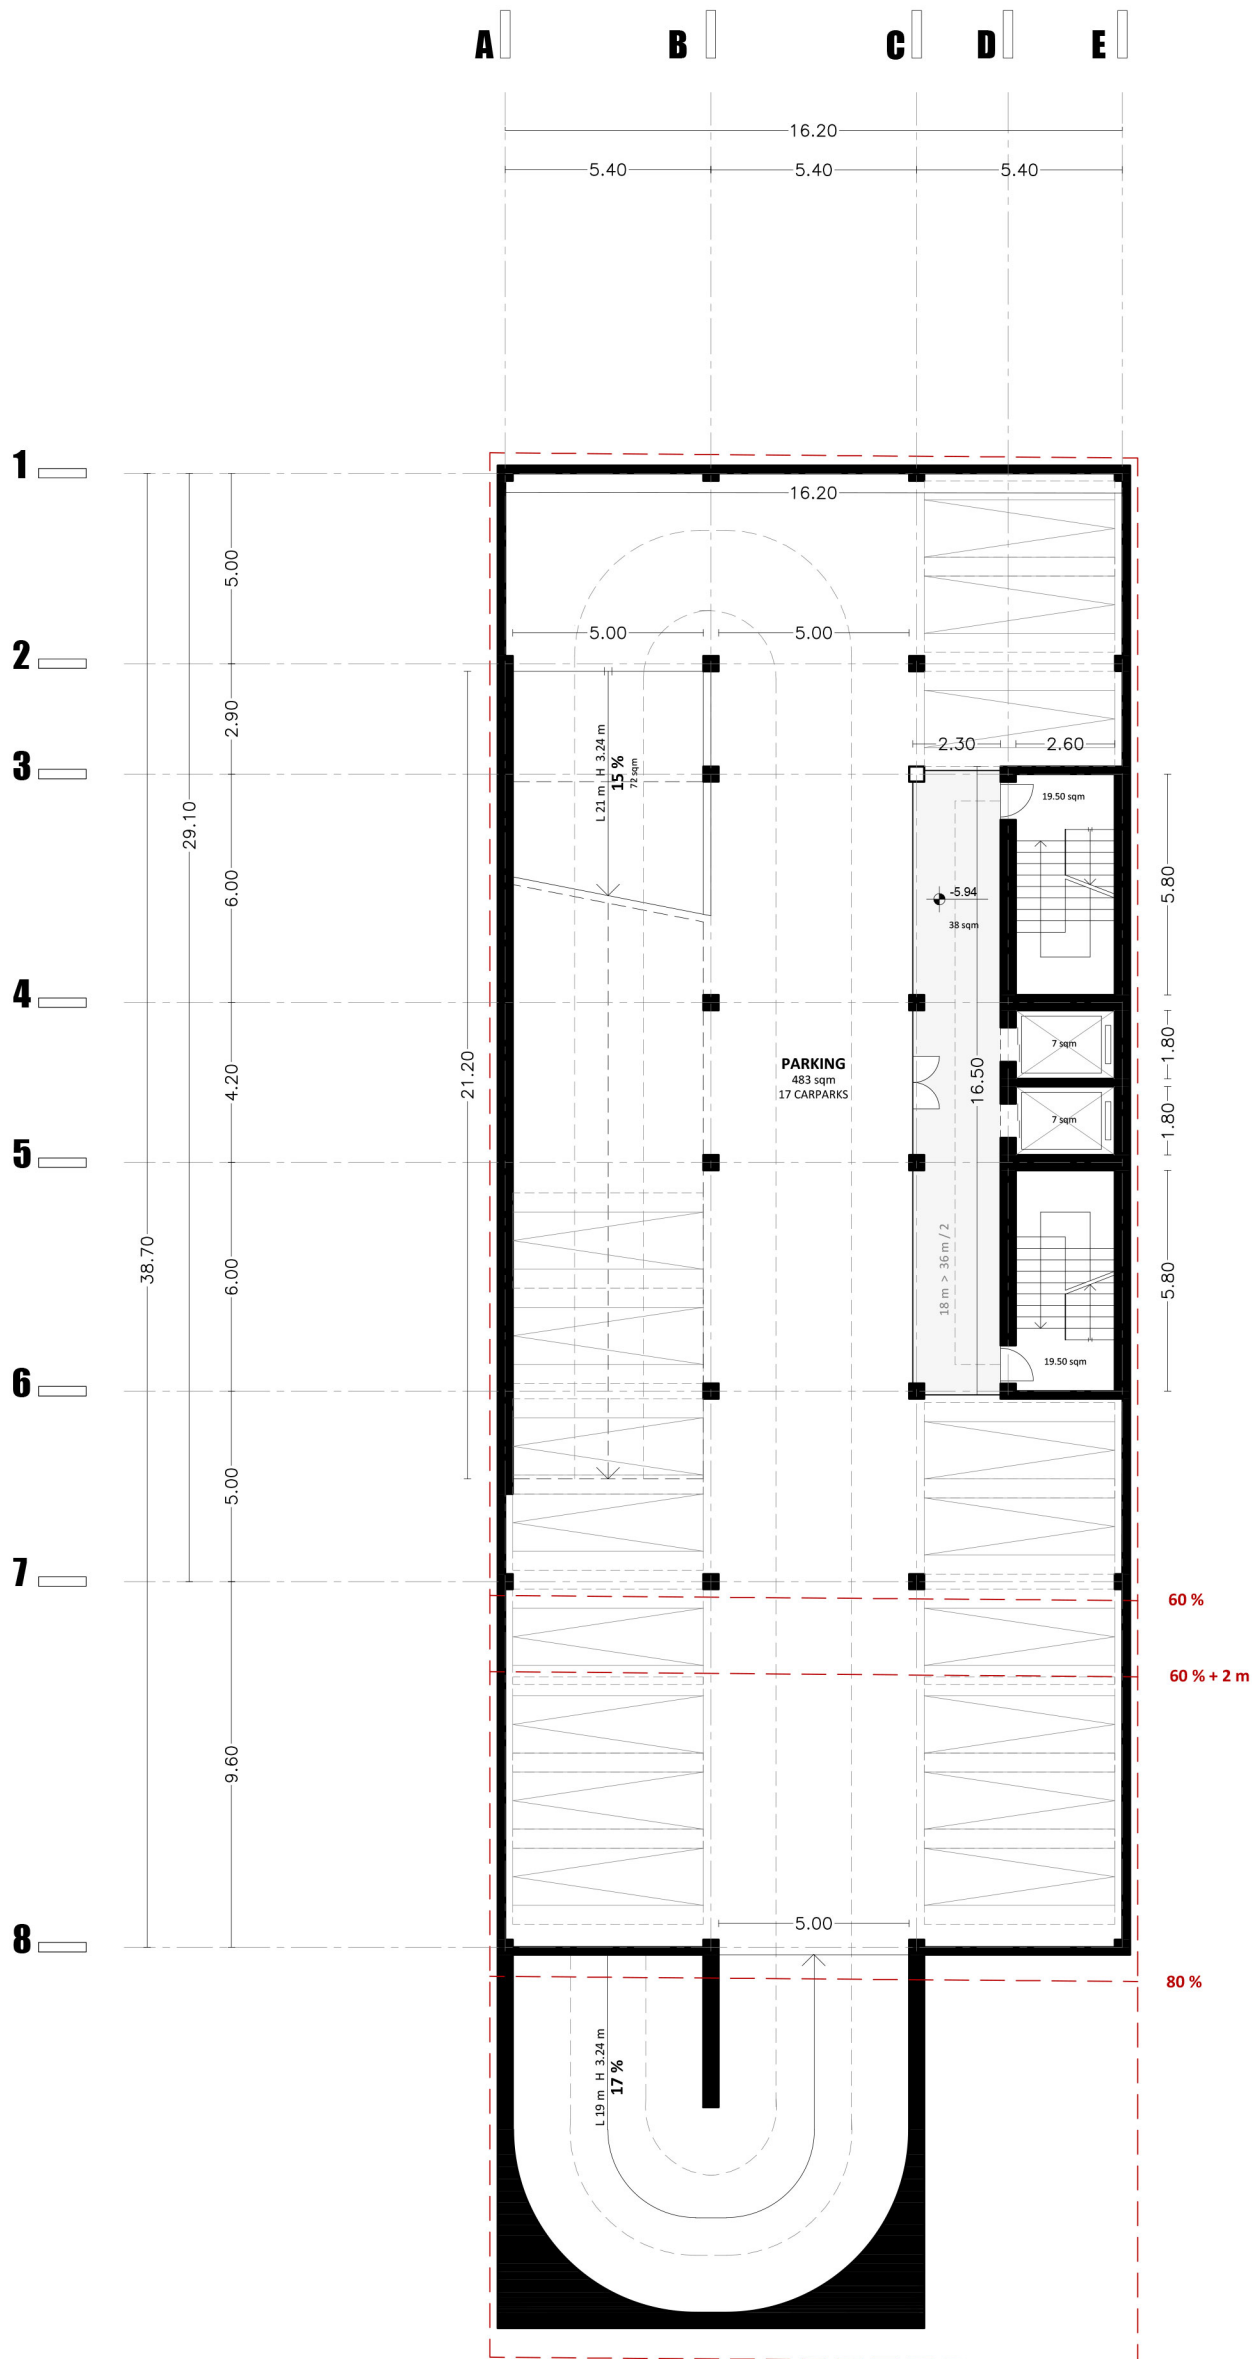 A B C D E
16.20
5.40 5.40 5.40
1
16.20
5.00
5.00 5.00
2
2.90
L 21 m H 3.24 m
15 %
72 sqm
2.30 2.60
3
19.50 sqm
29.10
6.00
5.80
-5.94
38 sqm
4
7 sqm
1.80
PARKING
483 sqm
17 CARPARKS
21.20
4.20
16.50
7 sqm
1.80
5
38.70
6.00
18 m > 36 m / 2
5.80
19.50 sqm
6
5.00
7
60 %
60 % + 2 m
9.60
5.00
8
80 %
L 19 m H 3.24 m
17 %